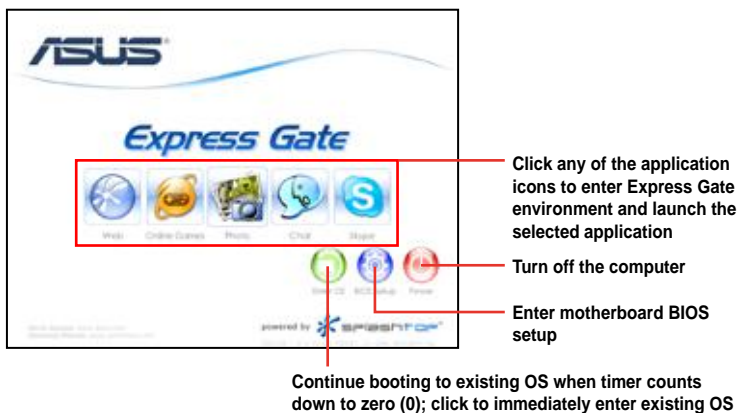 ASUS
Express Gate
Web
Online Games
Photo
Chat
Skype
Enter OS
BIOS Setup
Power
powered by SPLASHTOP
Click any of the application
icons to enter Express Gate
environment and launch the
selected application
Turn off the computer
Enter motherboard BIOS
setup
Continue booting to existing OS when timer counts
down to zero (0); click to immediately enter existing OS